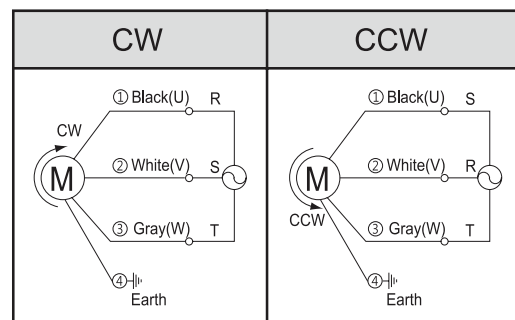 CW
CCW
① Black(U) R
CW
② White(V) S
M
③ Gray(W) T
④
Earth
① Black(U) S
② White(V) R
M
CCW
③ Gray(W) T
④
Earth